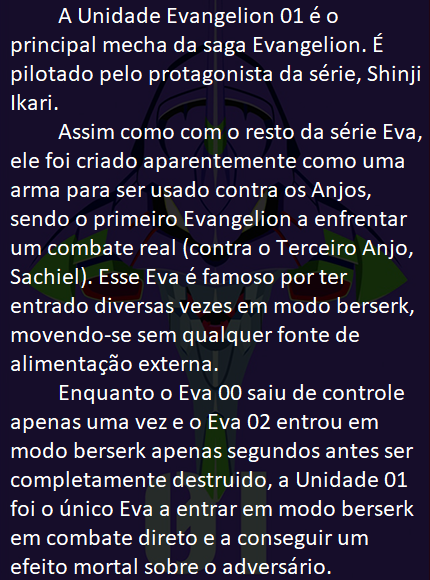 A Unidade Evangelion 01 é o
principal mecha da saga Evangelion. É
pilotado pelo protagonista da série, Shinji
Ikari.
Assim como com o resto da série Eva,
ele foi criado aparentemente como uma
arma para ser usado contra os Anjos,
sendo o primeiro Evangelion a enfrentar
um combate real (contra o Terceiro Anjo,
Sachiel). Esse Eva é famoso por ter
entrado diversas vezes em modo berserk,
movendo-se sem qualquer fonte de
alimentação externa.
Enquanto o Eva 00 saiu de controle
apenas uma vez e o Eva 02 entrou em
modo berserk apenas segundos antes ser
completamente destruido, a Unidade 01
foi o único Eva a entrar em modo berserk
em combate direto e a conseguir um
efeito mortal sobre o adversário.
01